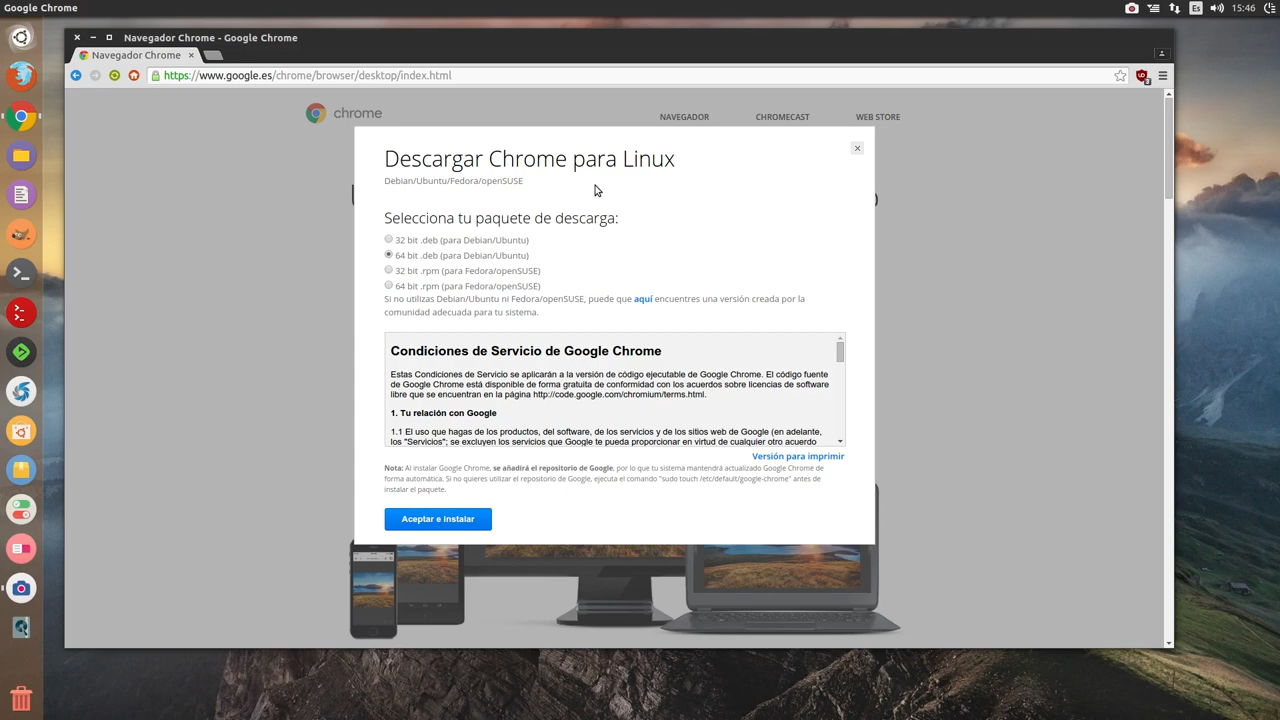 Google Chrome
Es 15:46
Navegador Chrome - Google Chrome
Navegador Chrome
https://www.google.es/chrome/browser/desktop/index.html
chrome
NAVEGADOR CHROMECAST WEB STORE
Descargar Chrome para Linux
Debian/Ubuntu/Fedora/openSUSE
Selecciona tu paquete de descarga:
32 bit .deb (para Debian/Ubuntu)
64 bit .deb (para Debian/Ubuntu)
32 bit .rpm (para Fedora/openSUSE)
64 bit .rpm (para Fedora/openSUSE)
Si no utilizas Debian/Ubuntu ni Fedora/openSUSE, puede que aquí encuentres una versión creada por la
comunidad adecuada para tu sistema.
Condiciones de Servicio de Google Chrome
Estas Condiciones de Servicio se aplicarán a la versión de código ejecutable de Google Chrome. El código fuente
de Google Chrome está disponible de forma gratuita de conformidad con los acuerdos sobre licencias de software
libre que se encuentran en la página http://code.google.com/chromium/terms.html.
1. Tu relación con Google
1.1 El uso que hagas de los productos, del software, de los servicios y de los sitios web de Google (en adelante,
los "Servicios"; se excluyen los servicios que Google te pueda proporcionar en virtud de cualquier otro acuerdo
Versión para imprimir
Nota: Al instalar Google Chrome, se añadirá el repositorio de Google, por lo que tu sistema mantendrá actualizado Google Chrome de
forma automática. Si no quieres utilizar el repositorio de Google, ejecuta el comando "sudo touch /etc/default/google-chrome" antes de
instalar el paquete.
Aceptar e instalar